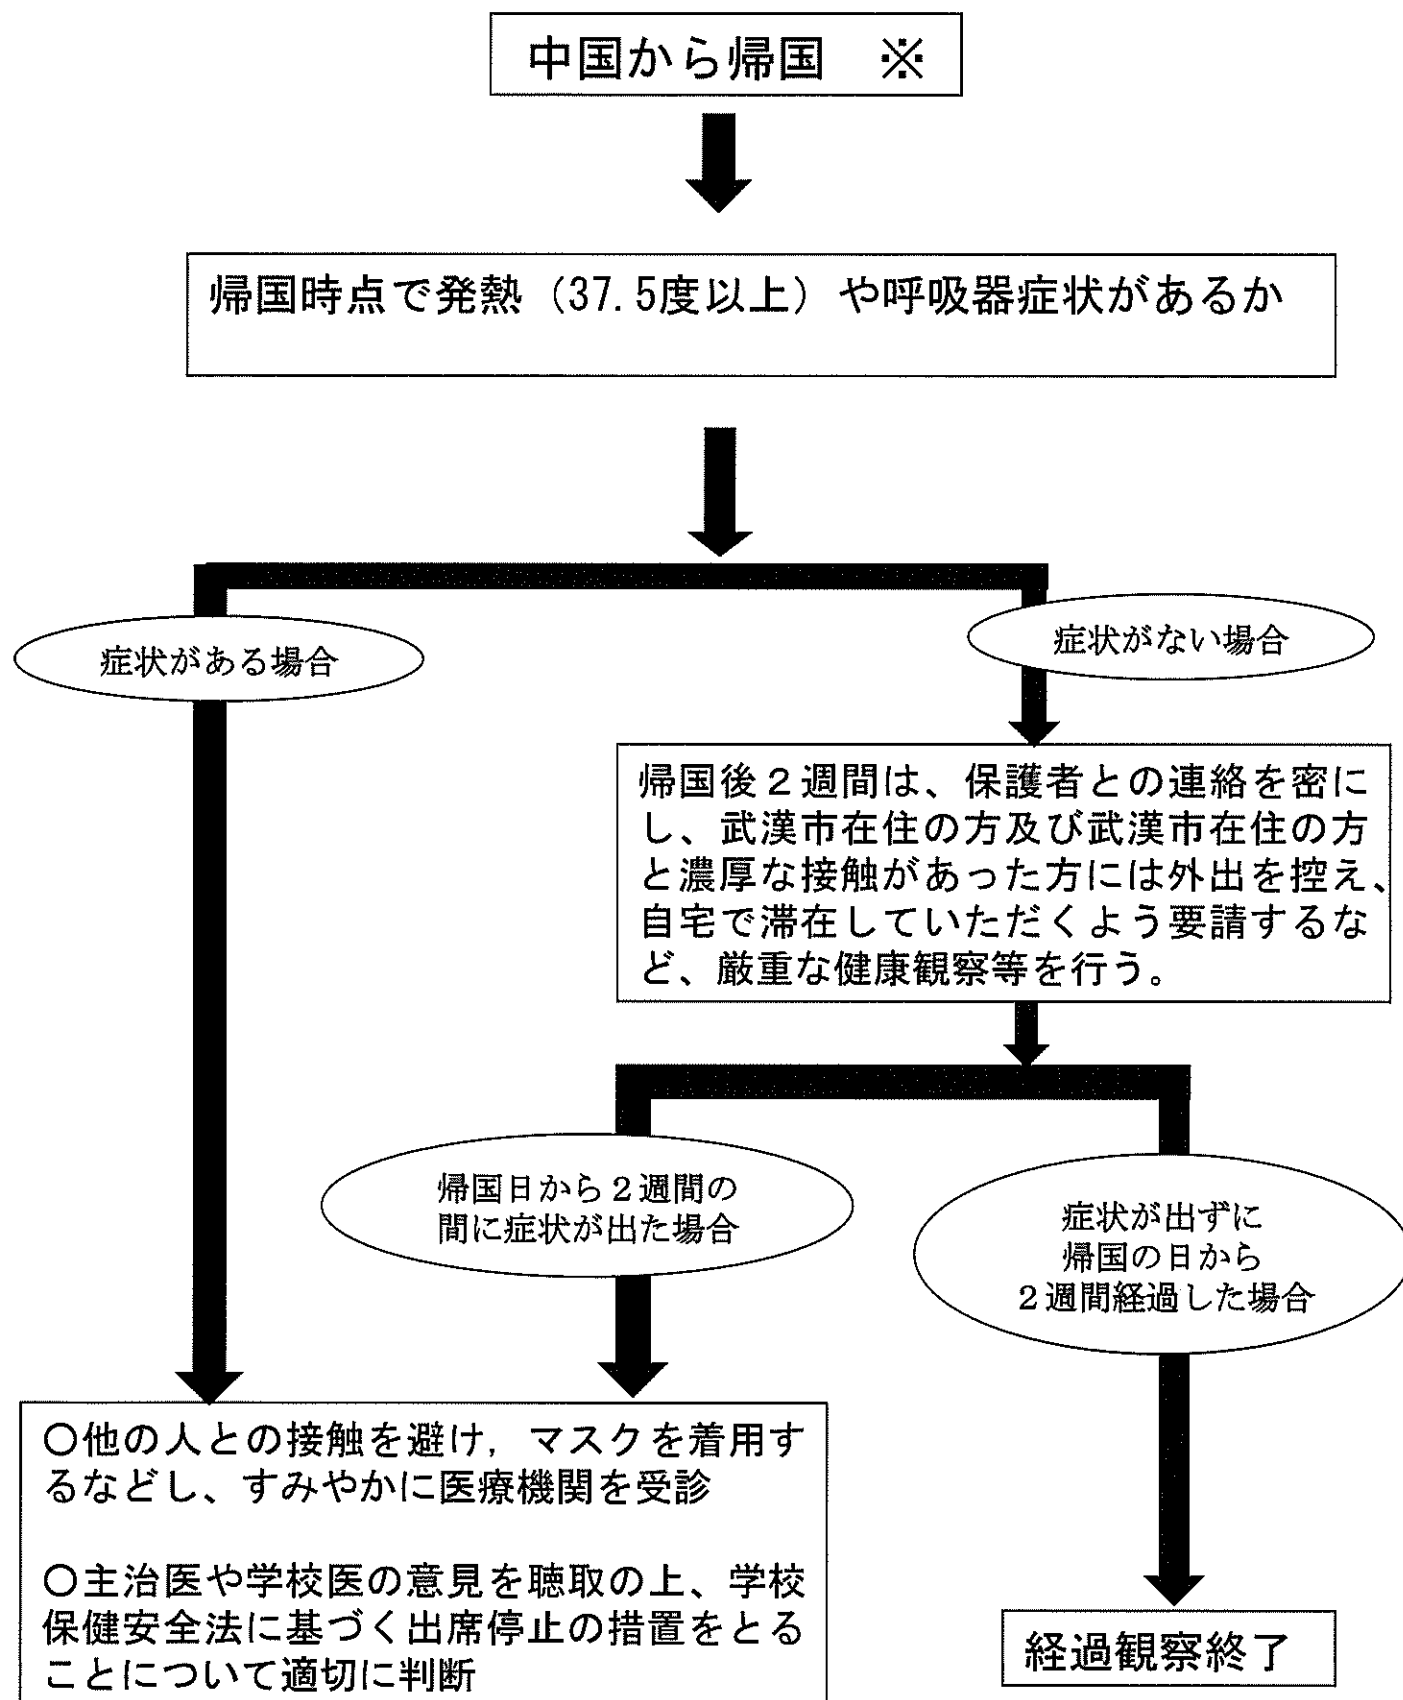 中国から帰国　※
帰国時点で発熱（37.5度以上）や呼吸器症状があるか
症状がある場合
症状がない場合
帰国後２週間は、保護者との連絡を密に
し、武漢市在住の方及び武漢市在住の方
と濃厚な接触があった方には外出を控え、
自宅で滞在していただくよう要請するな
ど、厳重な健康観察等を行う。
帰国日から２週間の
間に症状が出た場合
症状が出ずに
帰国の日から
２週間経過した場合
○他の人との接触を避け，マスクを着用す
るなどし、すみやかに医療機関を受診
○主治医や学校医の意見を聴取の上、学校
保健安全法に基づく出席停止の措置をとる
ことについて適切に判断
経過観察終了